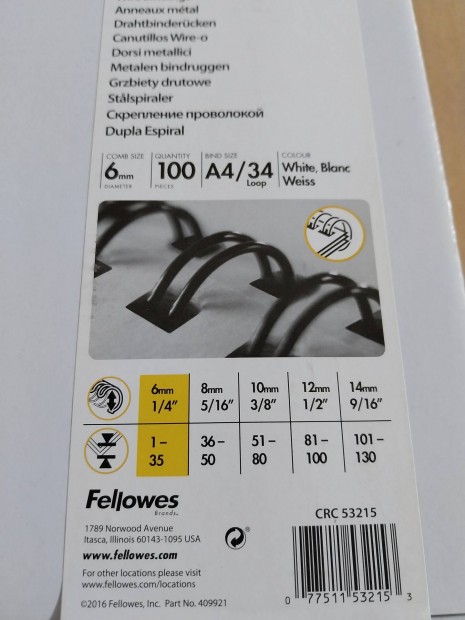 Anneaux métal
Drahtbinderücken
Canutillos Wire-o
Dorsi metallici
Metalen bindruggen
Grzbiety drutowe
Stålspiraler
Скрепление проволокой
Dupla Espiral
COMB SIZE QUANTITY BIND SIZE COLOUR
6mm 100 A4/34 White, Blanc
DIAMETER PIECES Loop Weiss
6mm 8mm 10mm 12mm 14mm
1/4" 5/16" 3/8" 1/2" 9/16"
1– 36– 51– 81– 101–
35 50 80 100 130
Fellowes
Brands™
CRC 53215
1789 Norwood Avenue
Itasca, Illinois 60143-1095 USA
www.fellowes.com
For other locations please visit
www.fellowes.com/locations
©2016 Fellowes, Inc. Part No. 409921
0 77511 53215 3